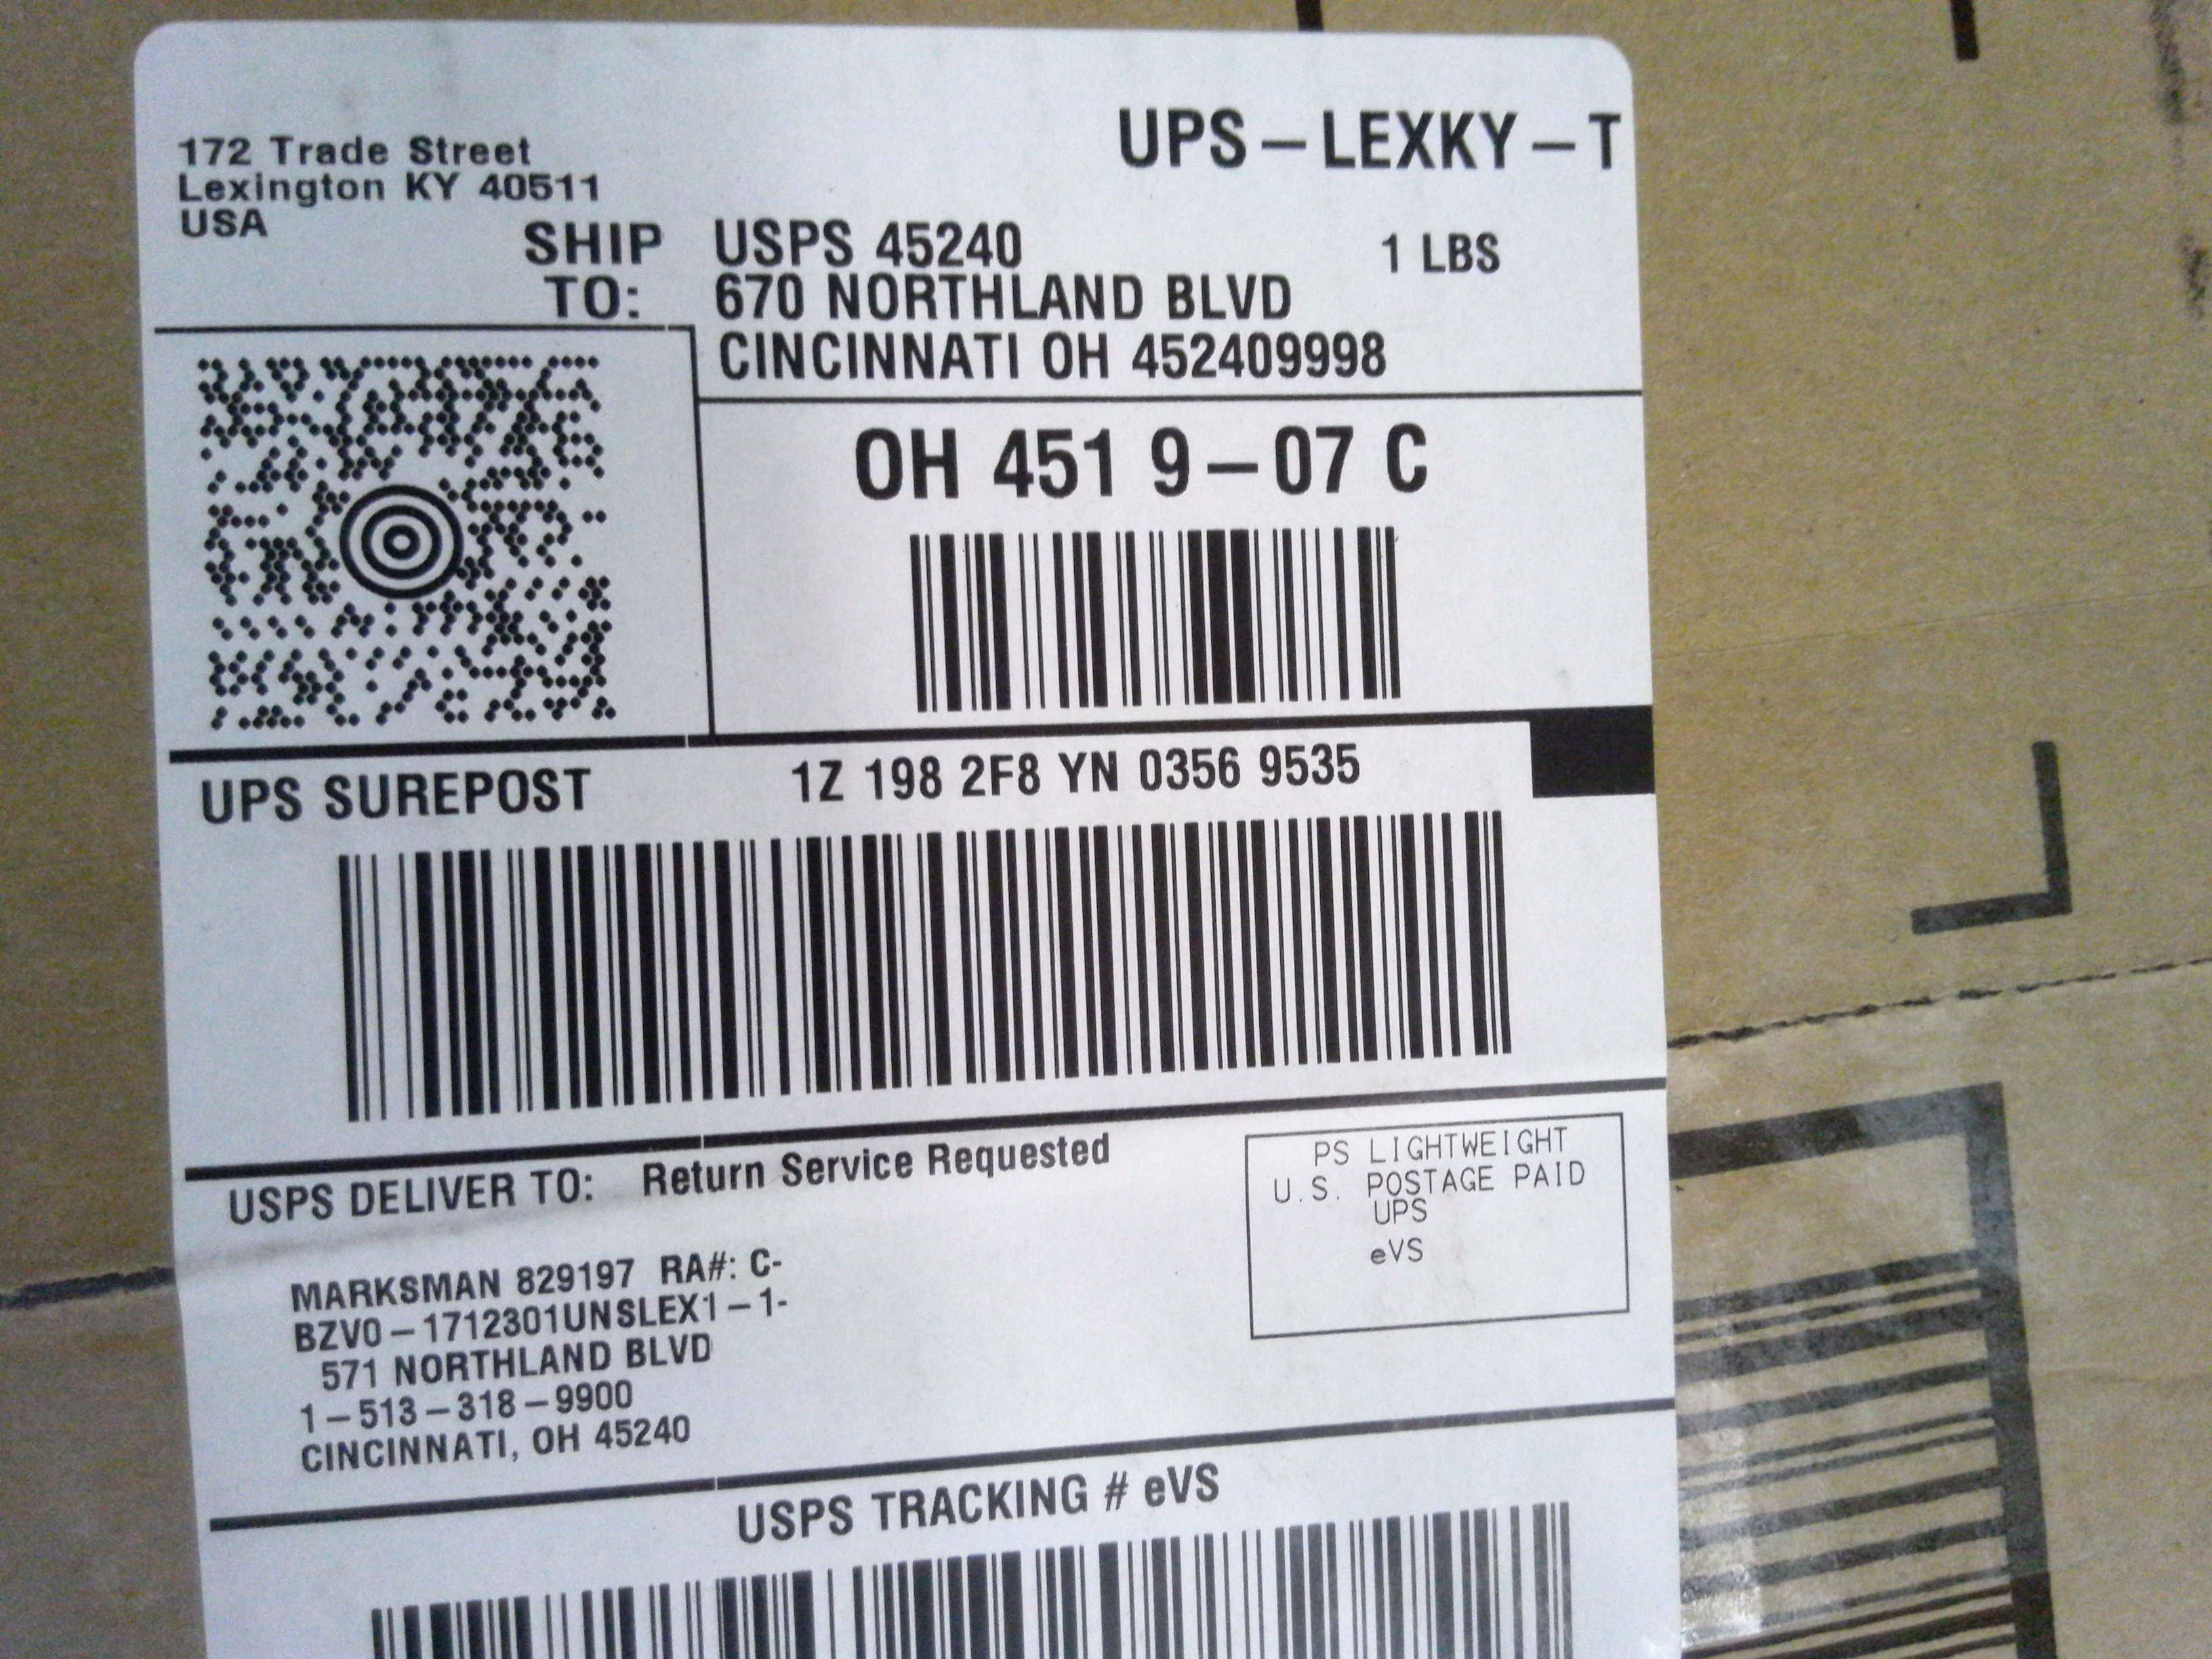 172 Trade Street
Lexington KY 40511
USA
UPS – LEXKY – T
SHIP TO:
USPS 45240
1 LBS
670 NORTHLAND BLVD
CINCINNATI OH 452409998
OH 451 9 – 07 C
UPS SUREPOST
1Z 198 2F8 YN 0356 9535
USPS DELIVER TO:
Return Service Requested
PS LIGHTWEIGHT
U.S. POSTAGE PAID
UPS
eVS
MARKSMAN 829197 RA#: C-
BZV0 – 1712301UNSLEX1 – 1-
571 NORTHLAND BLVD
1 – 513 – 318 – 9900
CINCINNATI, OH 45240
USPS TRACKING # eVS